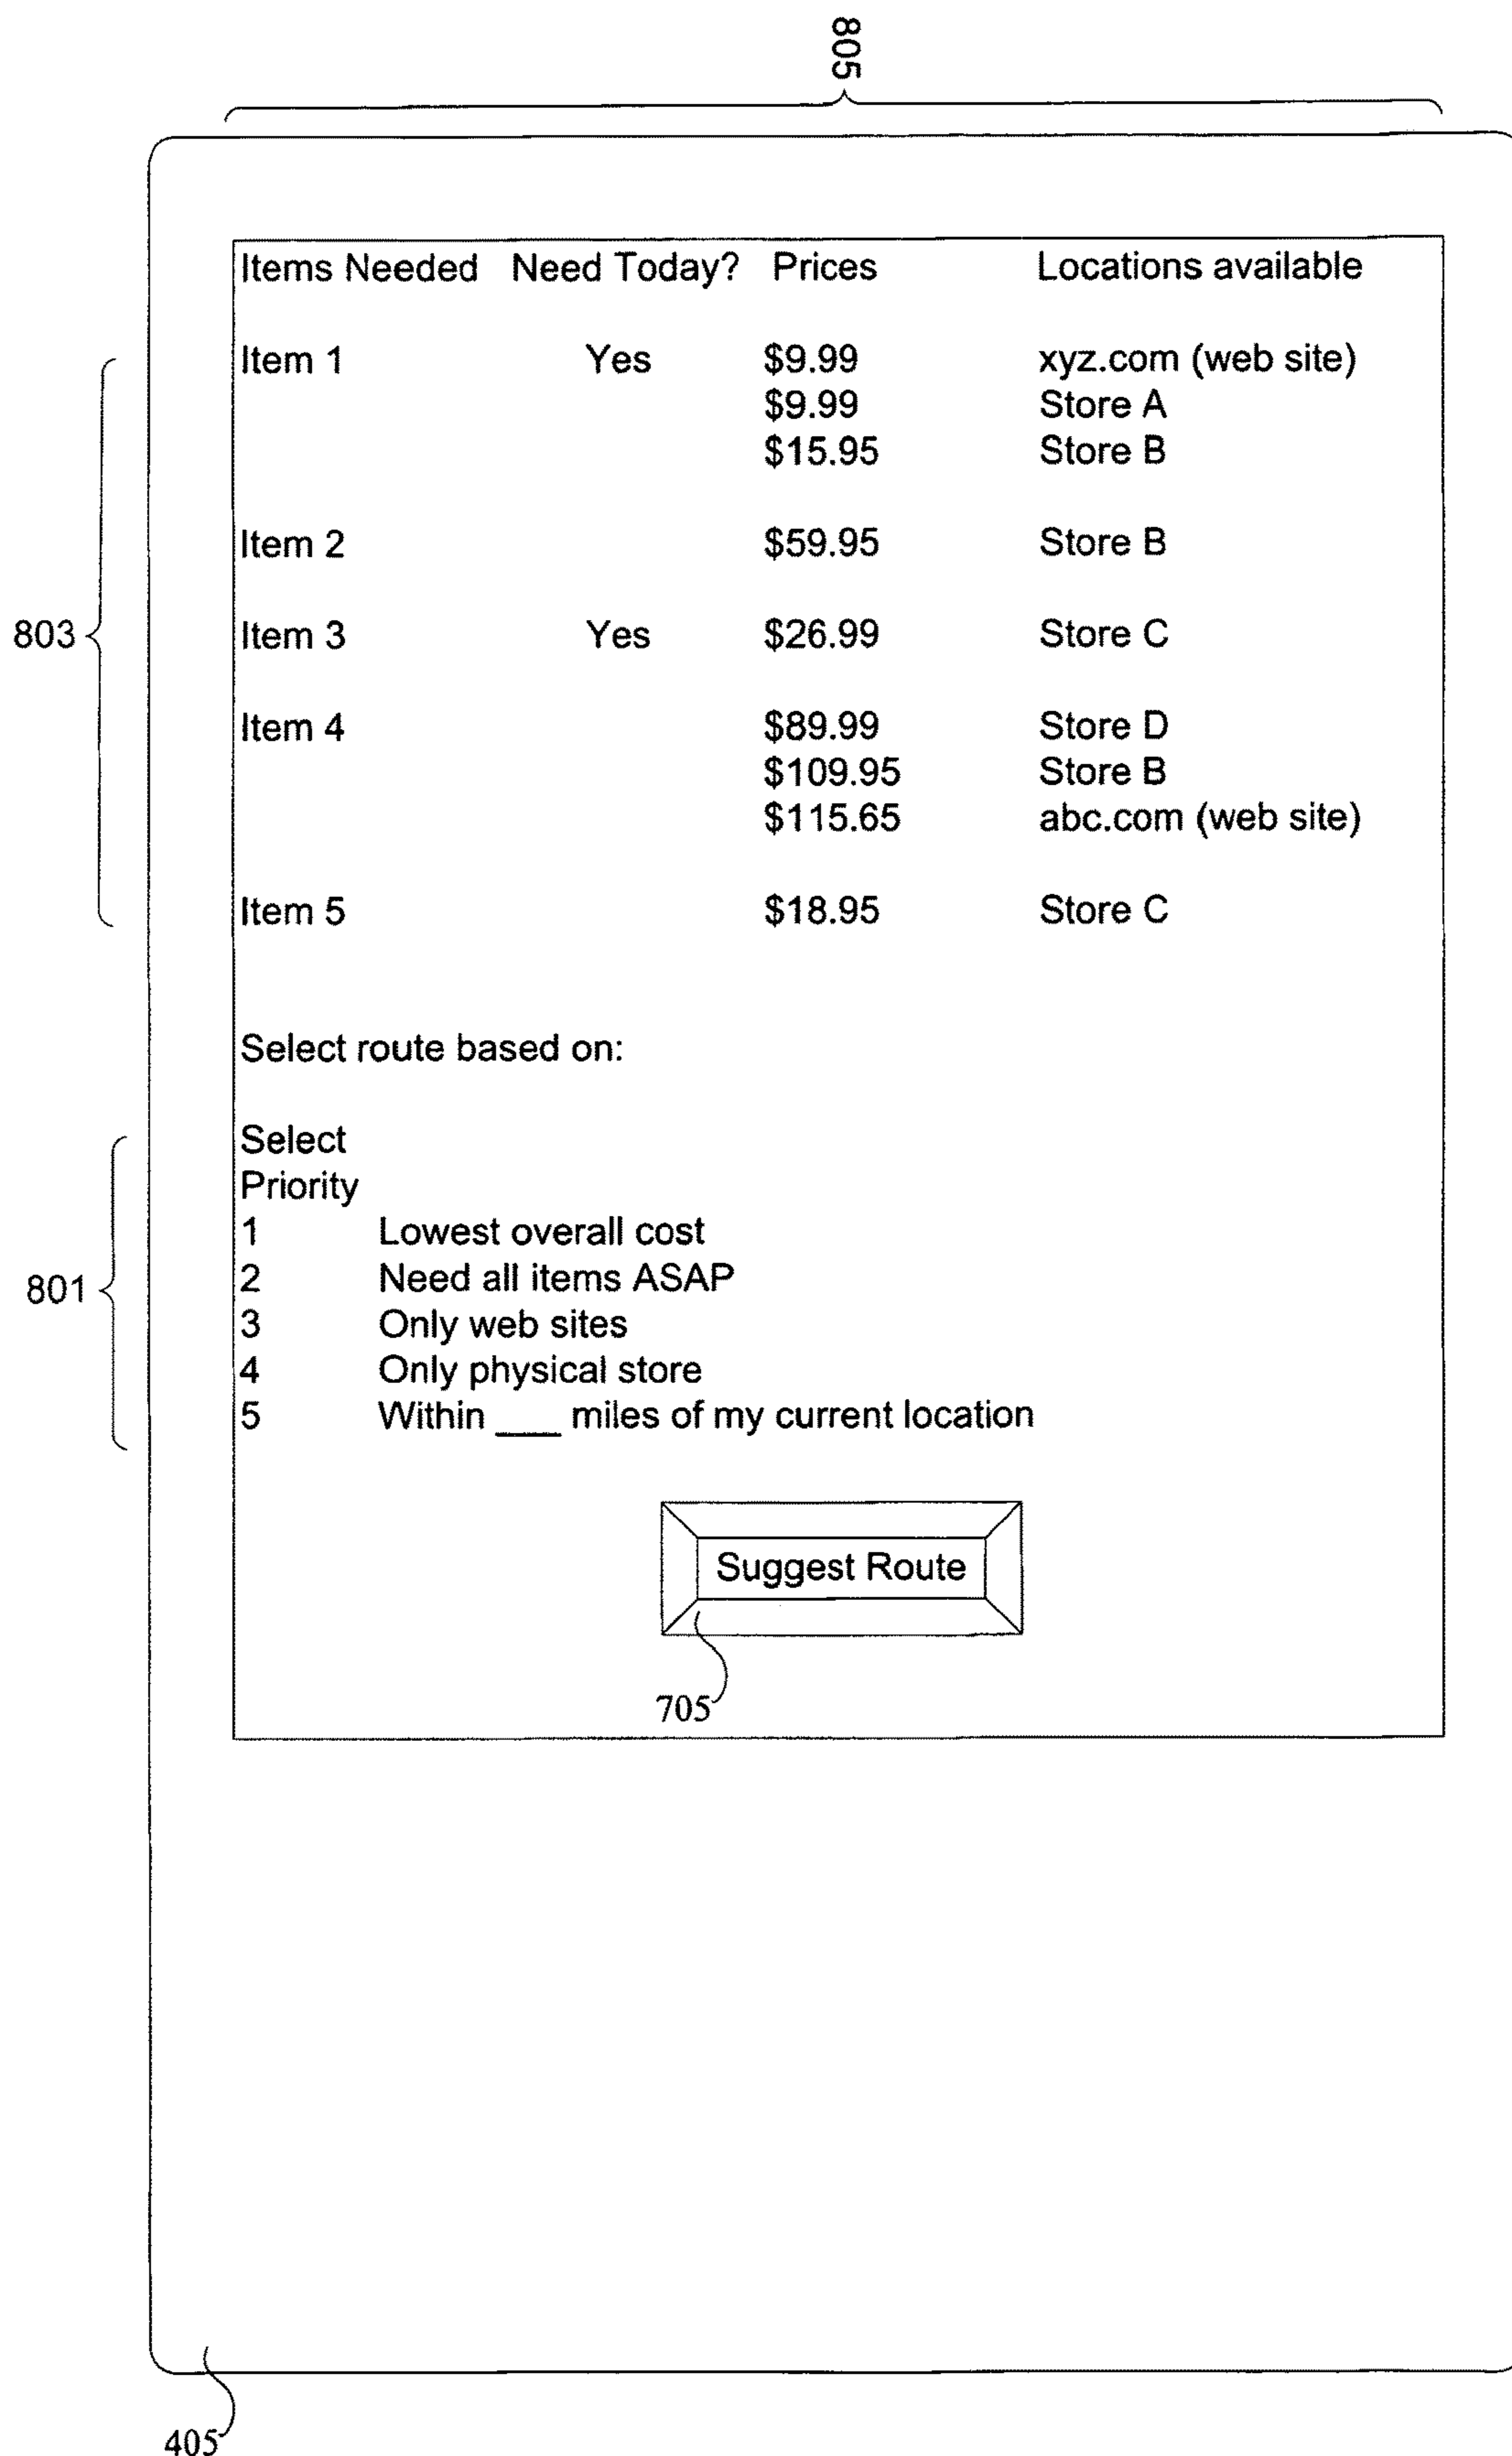 805
Items Needed Need Today? Prices Locations available
Item 1 Yes $9.99 xyz.com (web site)
$9.99 Store A
$15.95 Store B
Item 2 $59.95 Store B
803 Item 3 Yes $26.99 Store C
Item 4 $89.99 Store D
$109.95 Store B
$115.65 abc.com (web site)
Item 5 $18.95 Store C
Select route based on:
Select
Priority
1 Lowest overall cost
801 2 Need all items ASAP
3 Only web sites
4 Only physical store
5 Within ___ miles of my current location
Suggest Route
705
405